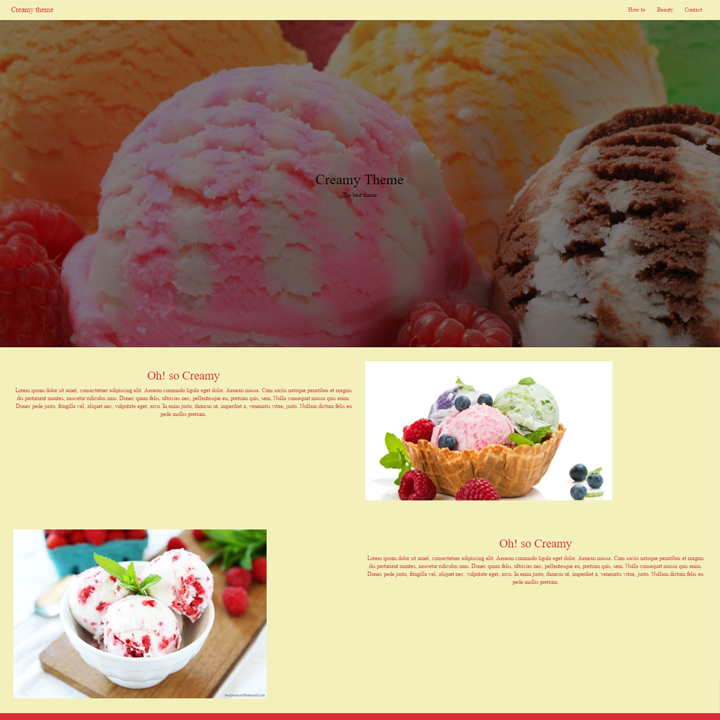 Creamy theme
How to Beauty Contact
Creamy Theme
The best theme
Oh! so Creamy
Lorem ipsum dolor sit amet, consectetuer adipiscing elit. Aenean commodo ligula eget dolor. Aenean massa. Cum sociis natoque penatibus et magnis
dis parturient montes, nascetur ridiculus mus. Donec quam felis, ultricies nec, pellentesque eu, pretium quis, sem. Nulla consequat massa quis enim.
Donec pede justo, fringilla vel, aliquet nec, vulputate eget, arcu. In enim justo, rhoncus ut, imperdiet a, venenatis vitae, justo. Nullam dictum felis eu
pede mollis pretium.
Oh! so Creamy
Lorem ipsum dolor sit amet, consectetuer adipiscing elit. Aenean commodo ligula eget dolor. Aenean massa. Cum sociis natoque penatibus et magnis
dis parturient montes, nascetur ridiculus mus. Donec quam felis, ultricies nec, pellentesque eu, pretium quis, sem. Nulla consequat massa quis enim.
Donec pede justo, fringilla vel, aliquet nec, vulputate eget, arcu. In enim justo, rhoncus ut, imperdiet a, venenatis vitae, justo. Nullam dictum felis eu
pede mollis pretium.